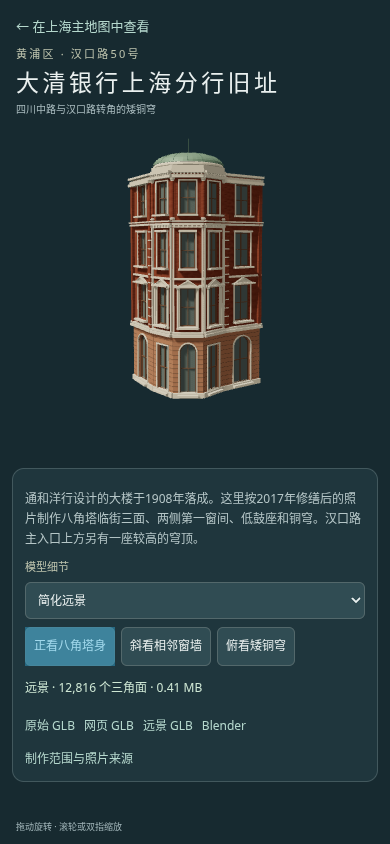 ← 在上海主地图中查看
黄浦区 · 汉口路50号
大清银行上海分行旧址
四川中路与汉口路转角的矮铜穹
通和洋行设计的大楼于1908年落成。这里按2017年修缮后的照
片制作八角塔临街三面、两侧第一窗间、低鼓座和铜穹。汉口路
主入口上方另有一座较高的穹顶。
模型细节
简化远景
正看八角塔身 斜看相邻窗墙 俯看矮铜穹
远景 · 12,816 个三角面 · 0.41 MB
原始 GLB 网页 GLB 远景 GLB Blender
制作范围与照片来源
拖动旋转 · 滚轮或双指缩放